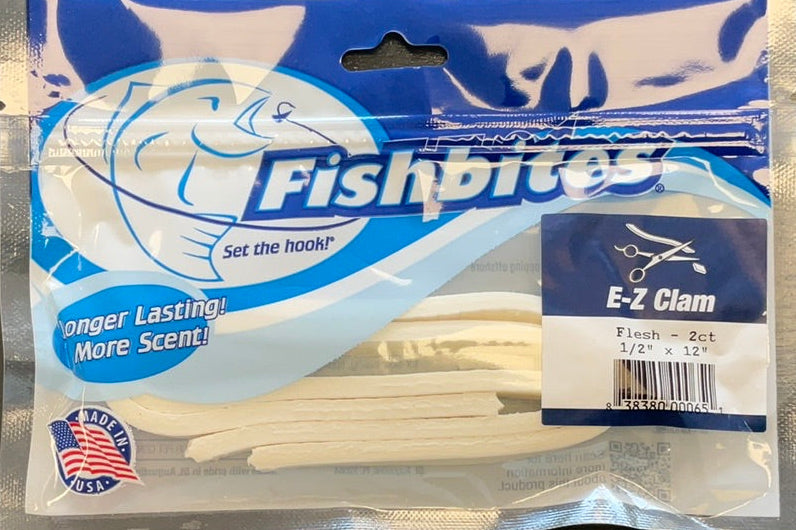 Fishbites®
Set the hook!®
Longer Lasting!
More Scent!
E-Z Clam
Flesh - 2ct
1/2" x 12"
8 38380 00065 1
MADE IN
U.S.A.